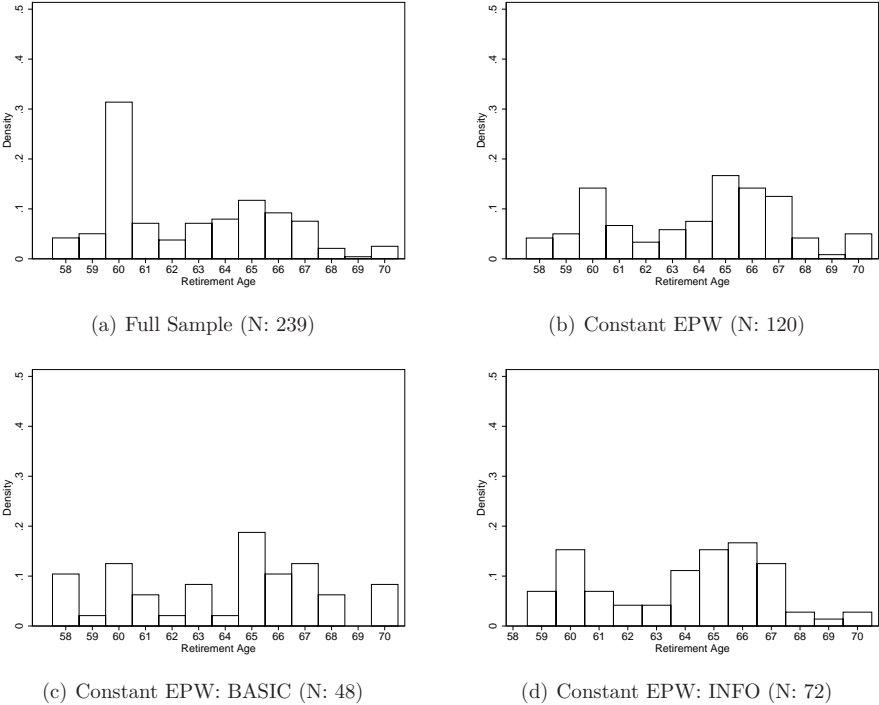 .5
.4
.3
.2
.1
0
Density
58 59 60 61 62 63 64 65 66 67 68 69 70
Retirement Age
(a) Full Sample (N: 239)
.5
.4
.3
.2
.1
0
Density
58 59 60 61 62 63 64 65 66 67 68 69 70
Retirement Age
(b) Constant EPW (N: 120)
.5
.4
.3
.2
.1
0
Density
58 59 60 61 62 63 64 65 66 67 68 69 70
Retirement Age
(c) Constant EPW: BASIC (N: 48)
.5
.4
.3
.2
.1
0
Density
58 59 60 61 62 63 64 65 66 67 68 69 70
Retirement Age
(d) Constant EPW: INFO (N: 72)